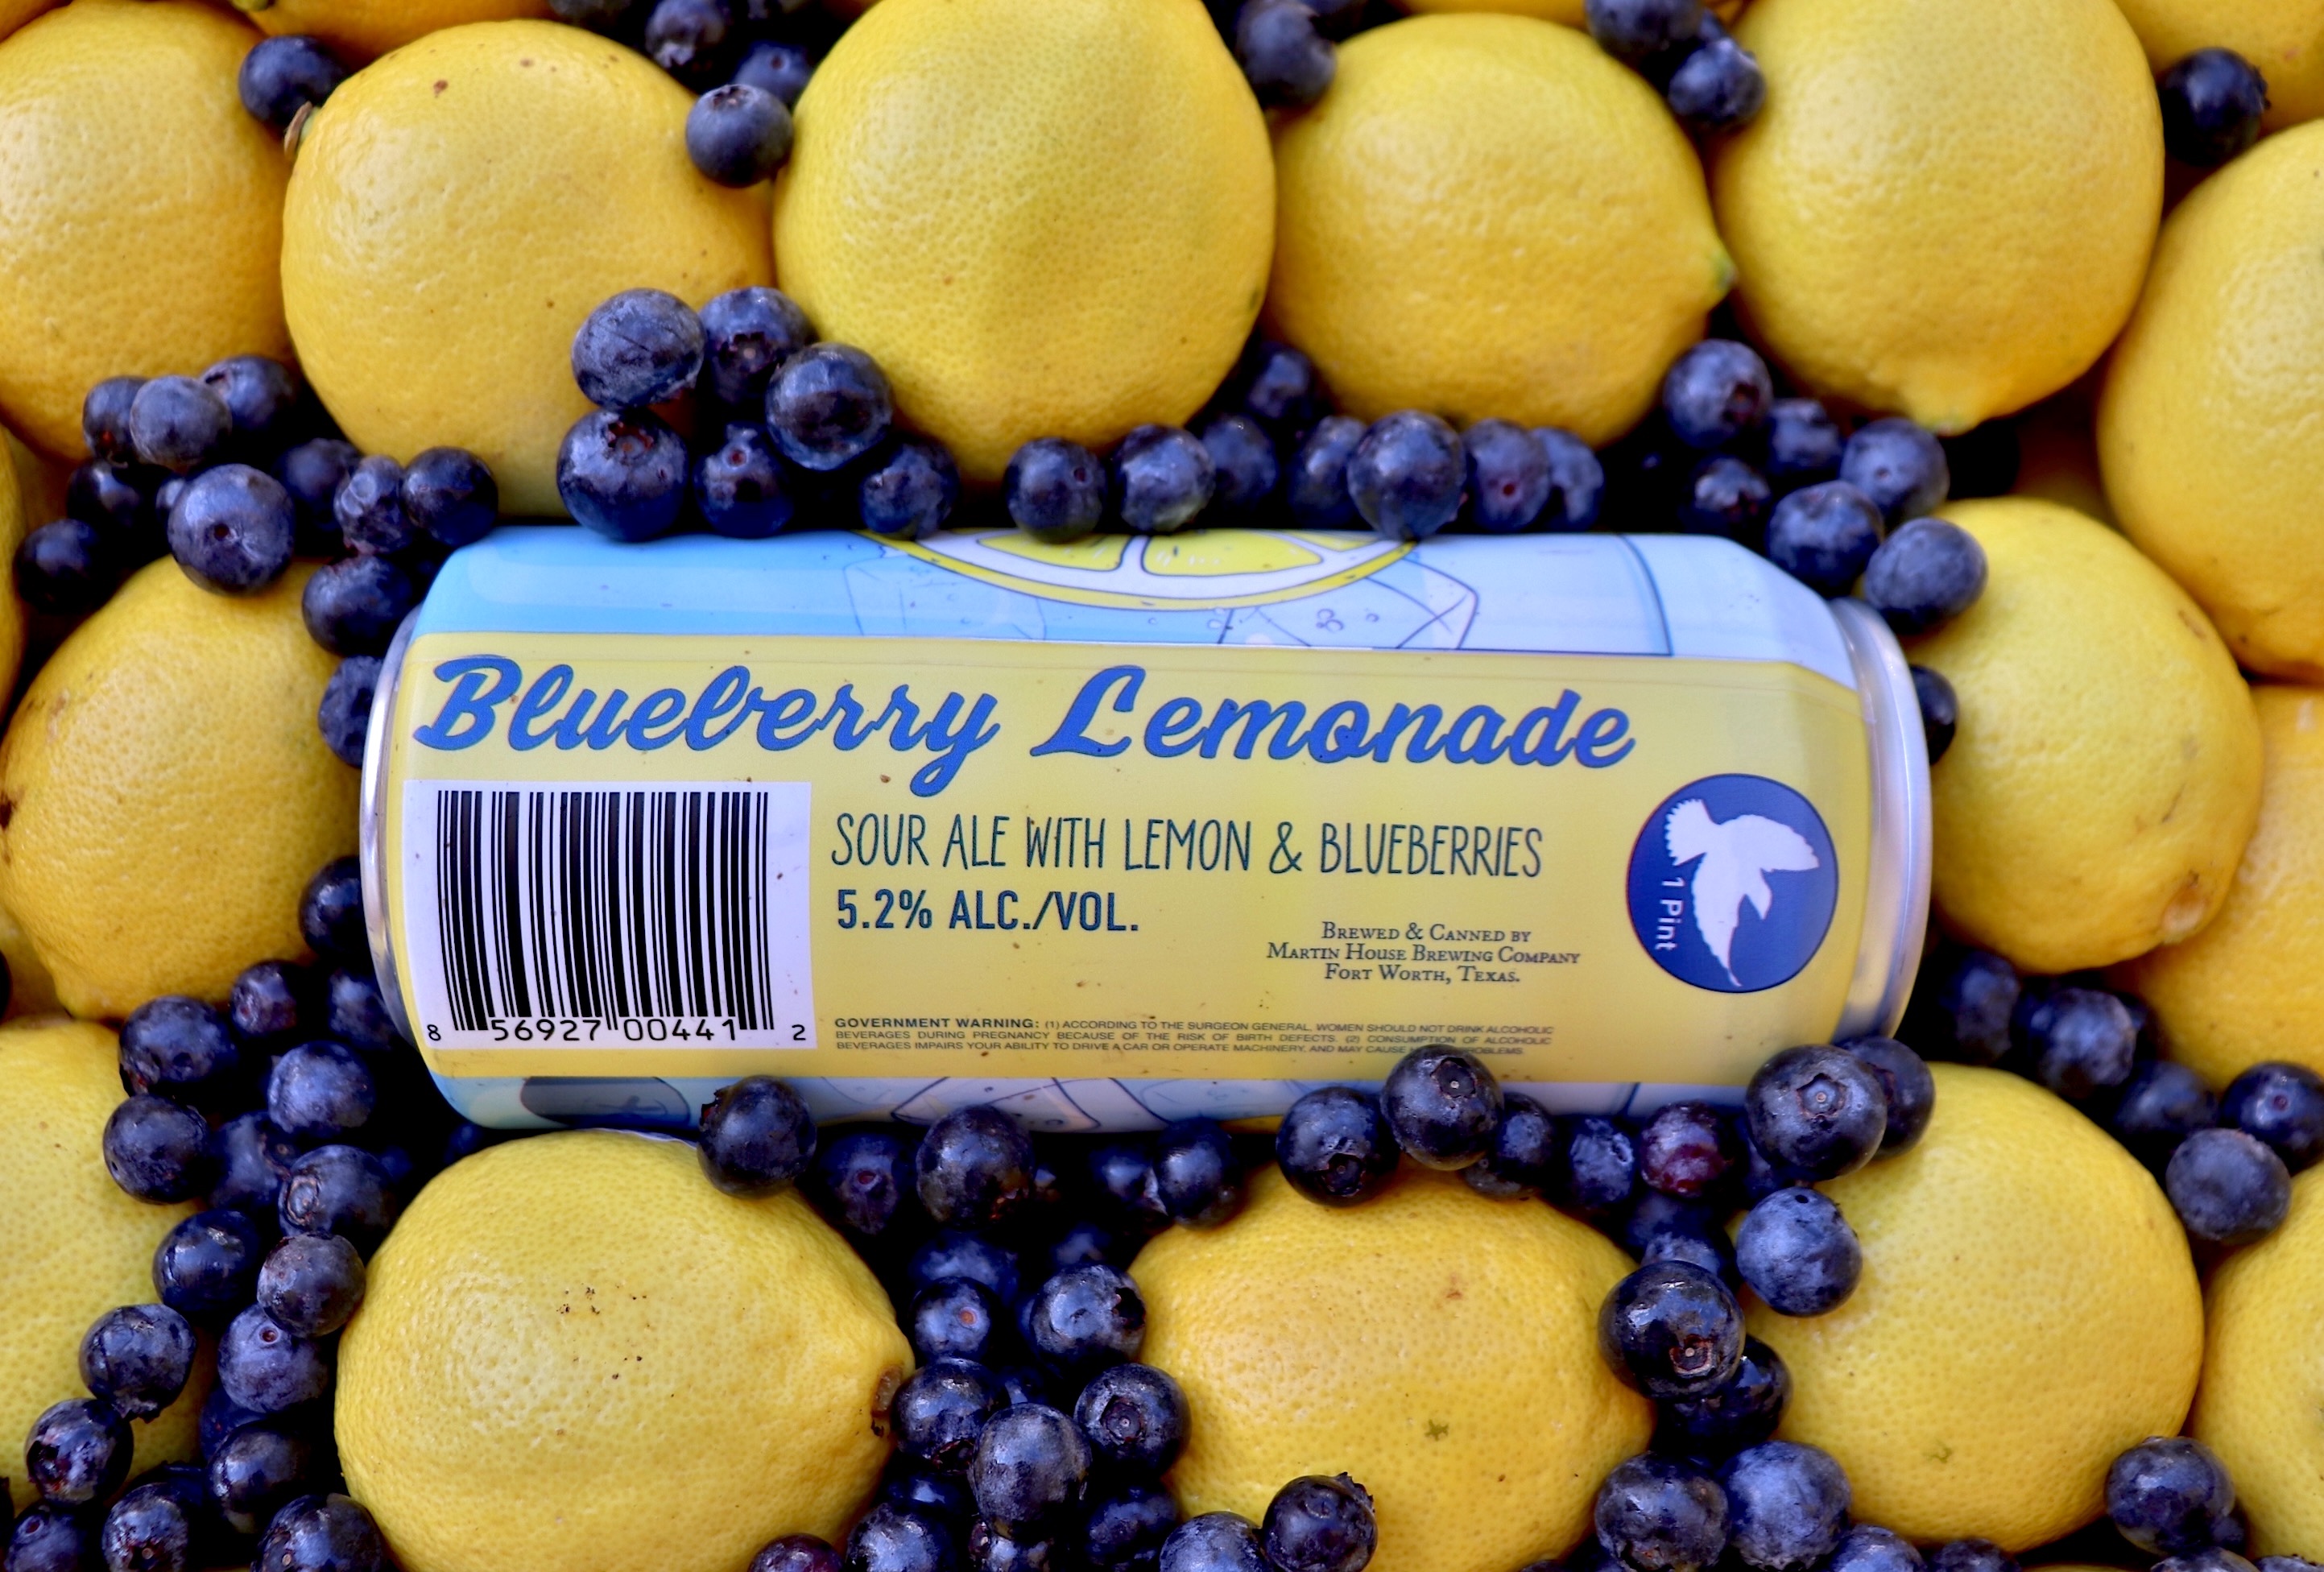 Blueberry Lemonade
SOUR ALE WITH LEMON & BLUEBERRIES
5.2% ALC./VOL.
BREWED & CANNED BY
MARTIN HOUSE BREWING COMPANY
FORT WORTH, TEXAS.
1 Pint
8 56927 00441 2
GOVERNMENT WARNING: (1) ACCORDING TO THE SURGEON GENERAL, WOMEN SHOULD NOT DRINK ALCOHOLIC
BEVERAGES DURING PREGNANCY BECAUSE OF THE RISK OF BIRTH DEFECTS. (2) CONSUMPTION OF ALCOHOLIC
BEVERAGES IMPAIRS YOUR ABILITY TO DRIVE A CAR OR OPERATE MACHINERY, AND MAY CAUSE PROBLEMS.